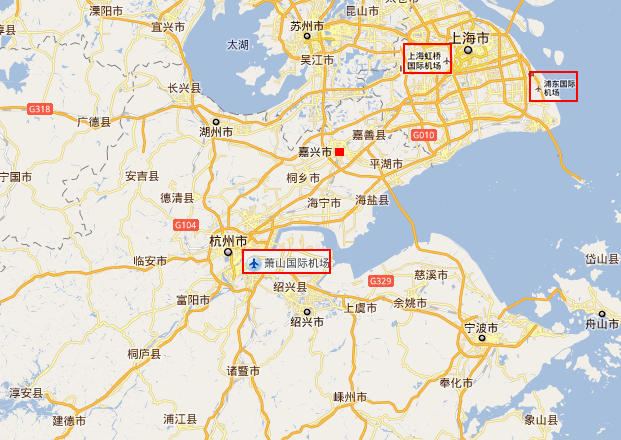 溧阳市
昆山市
宜兴市
苏州市
太湖
吴江市
上海市
上海虹桥
国际机场
浦东国际
机场
长兴县
G318
广德县
湖州市
嘉善县
G010
嘉兴市
平湖市
宁国市
安吉县
桐乡市
德清县
海宁市
海盐县
G104
杭州市
临安市
萧山国际机场
岱山县
慈溪市
G329
绍兴县
富阳市
上虞市
余姚市
绍兴市
宁波市
舟山市
桐庐县
诸暨市
奉化市
淳安县
嵊州市
建德市
浦江县
象山县